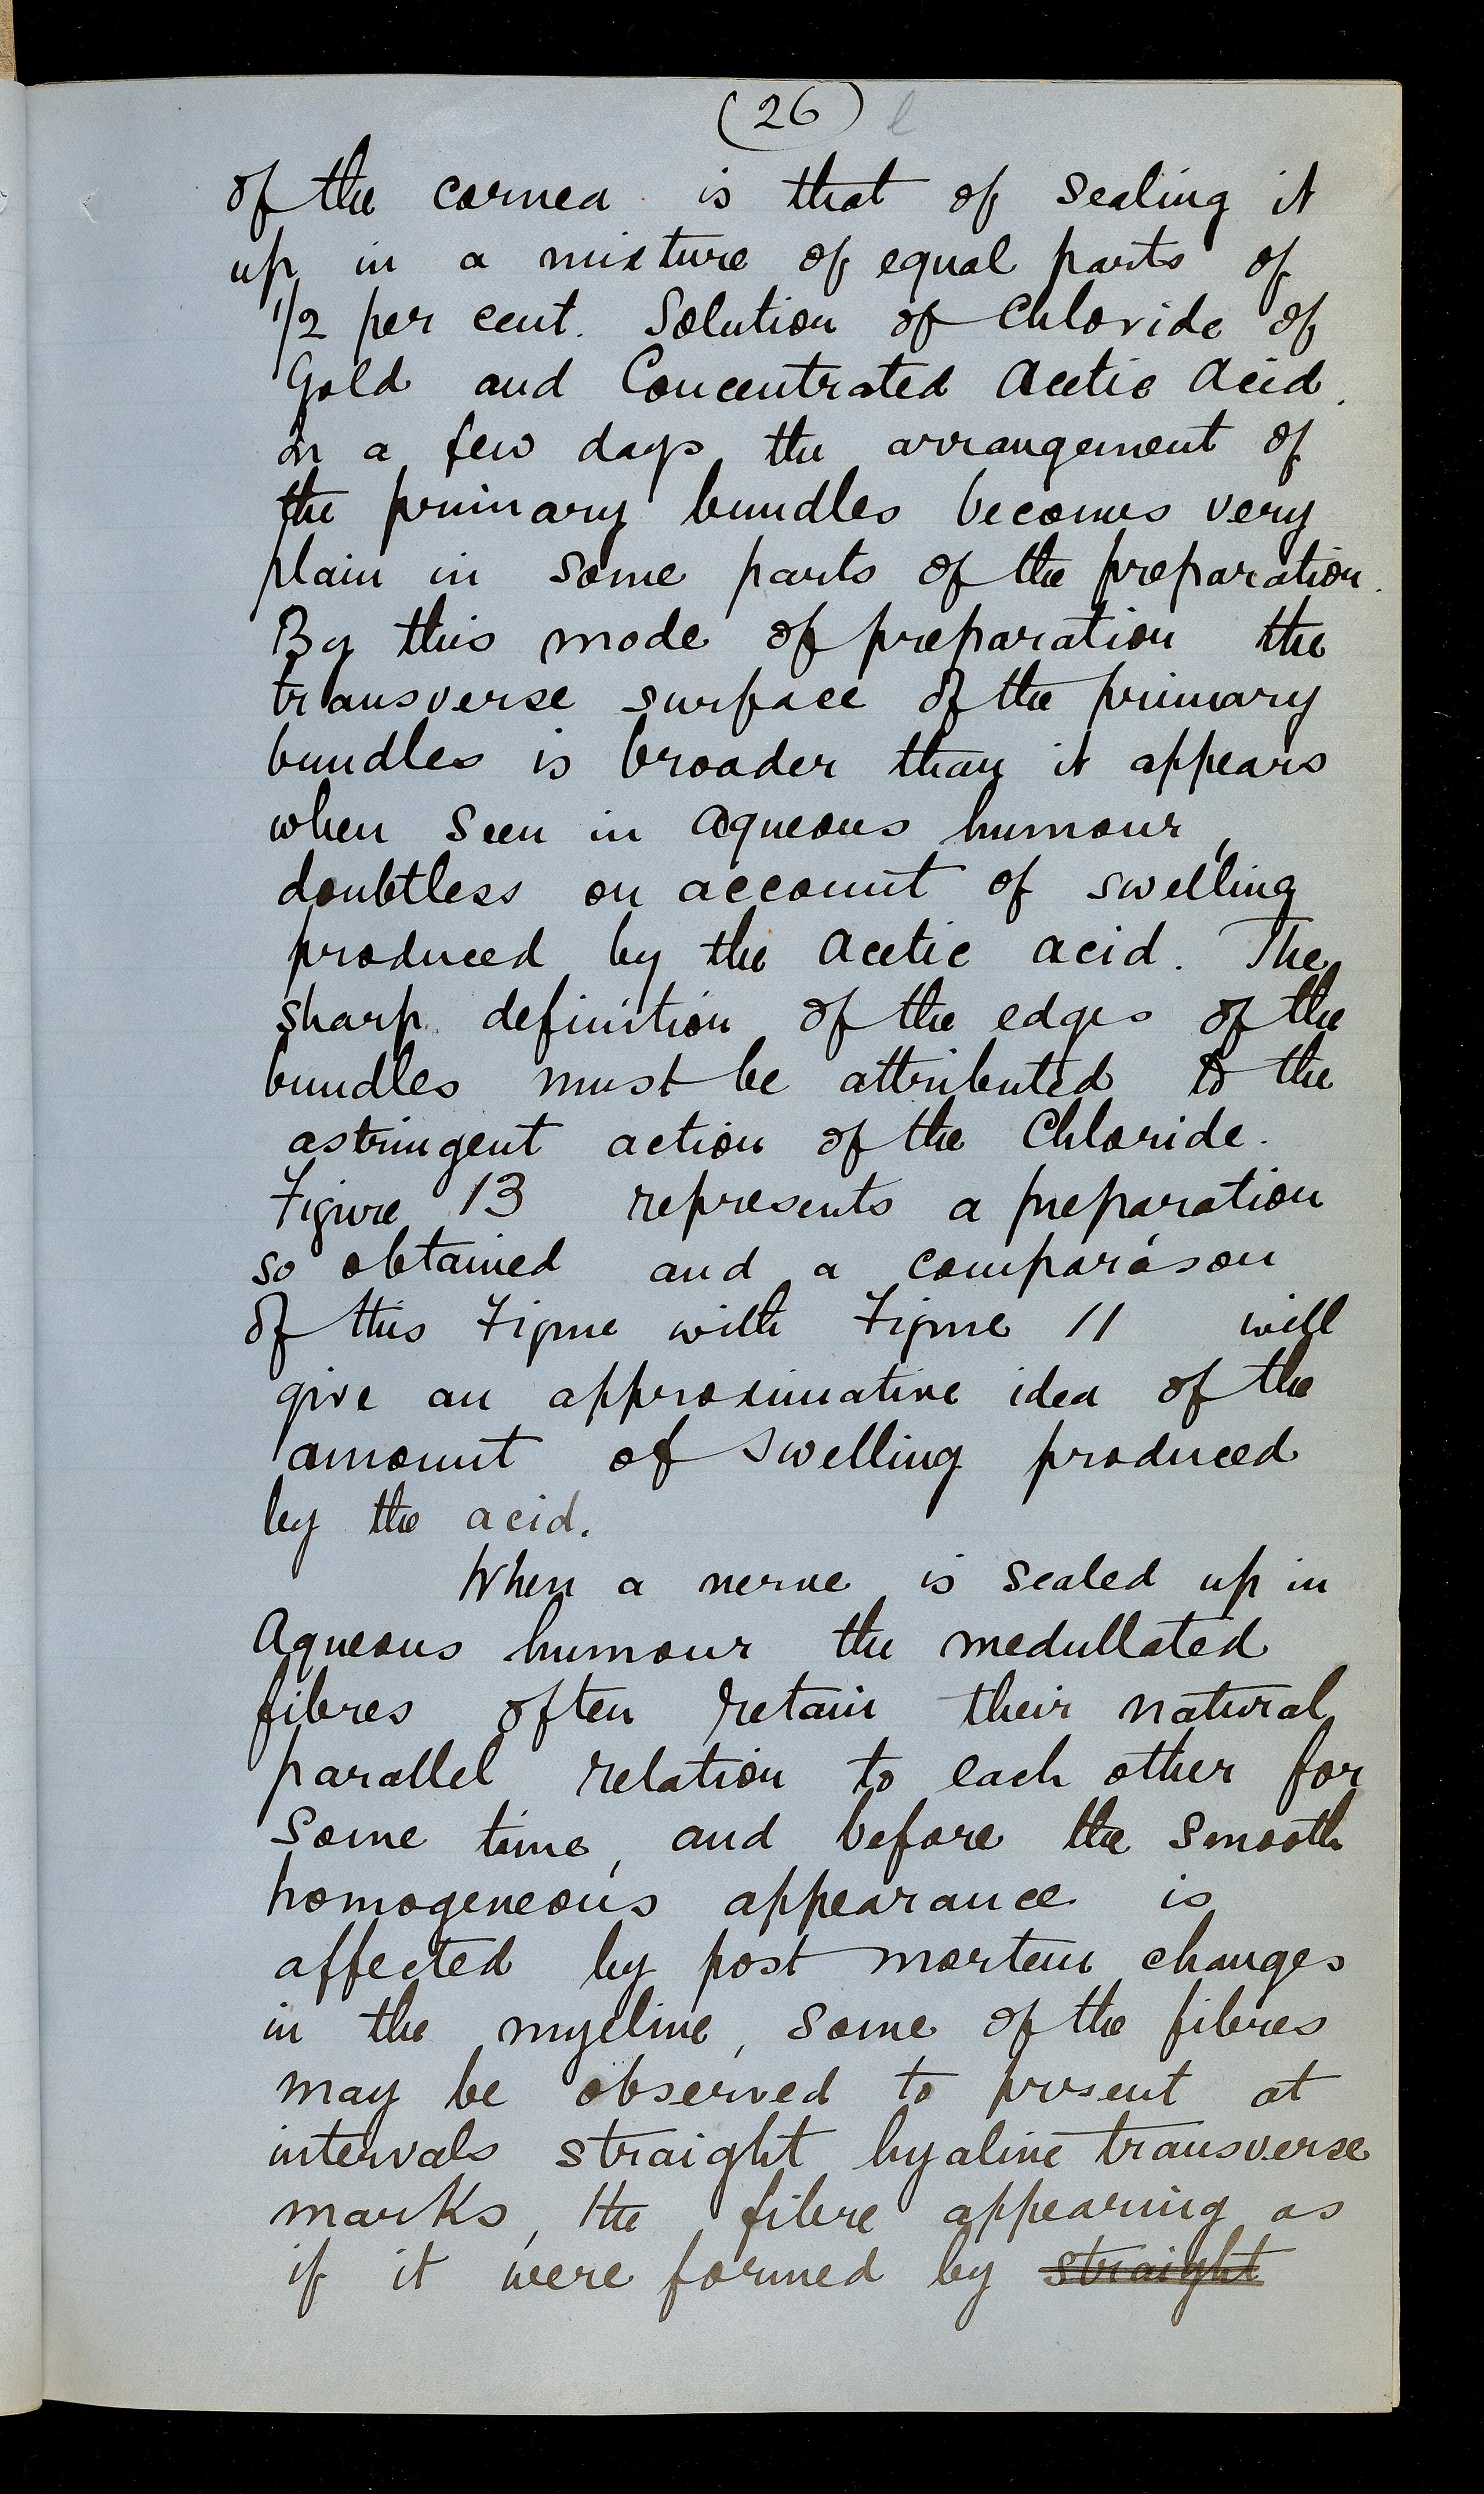 (26)
of the cornea is that of sealing it
up in a mixture of equal parts of
1/2 per cent. Solution of Chloride of
Gold and Concentrated Acetic Acid.
In a few days the arrangement of
the primary bundles becomes very
plain in some parts of the preparation.
By this mode of preparation the
transverse surface of the primary
bundles is broader than it appears
when seen in Aqueous humour,
doubtless on account of swelling
produced by the Acetic acid. The
sharp definition of the edges of the
bundles must be attributed to the
astringent action of the Chloride.
Figure 13 represents a preparation
so obtained and a comparison
of this Figure with Figure 11 will
give an approximative idea of the
amount of swelling produced
by the acid.
When a nerve is sealed up in
Aqueous humour the medullated
fibres often retain their natural
parallel relation to each other for
some time, and before the smooth
homogeneous appearance is
affected by post mortem changes
in the myeline, some of the fibres
may be observed to present at
intervals straight hyaline transverse
marks, the fibre appearing as
if it were formed by straight